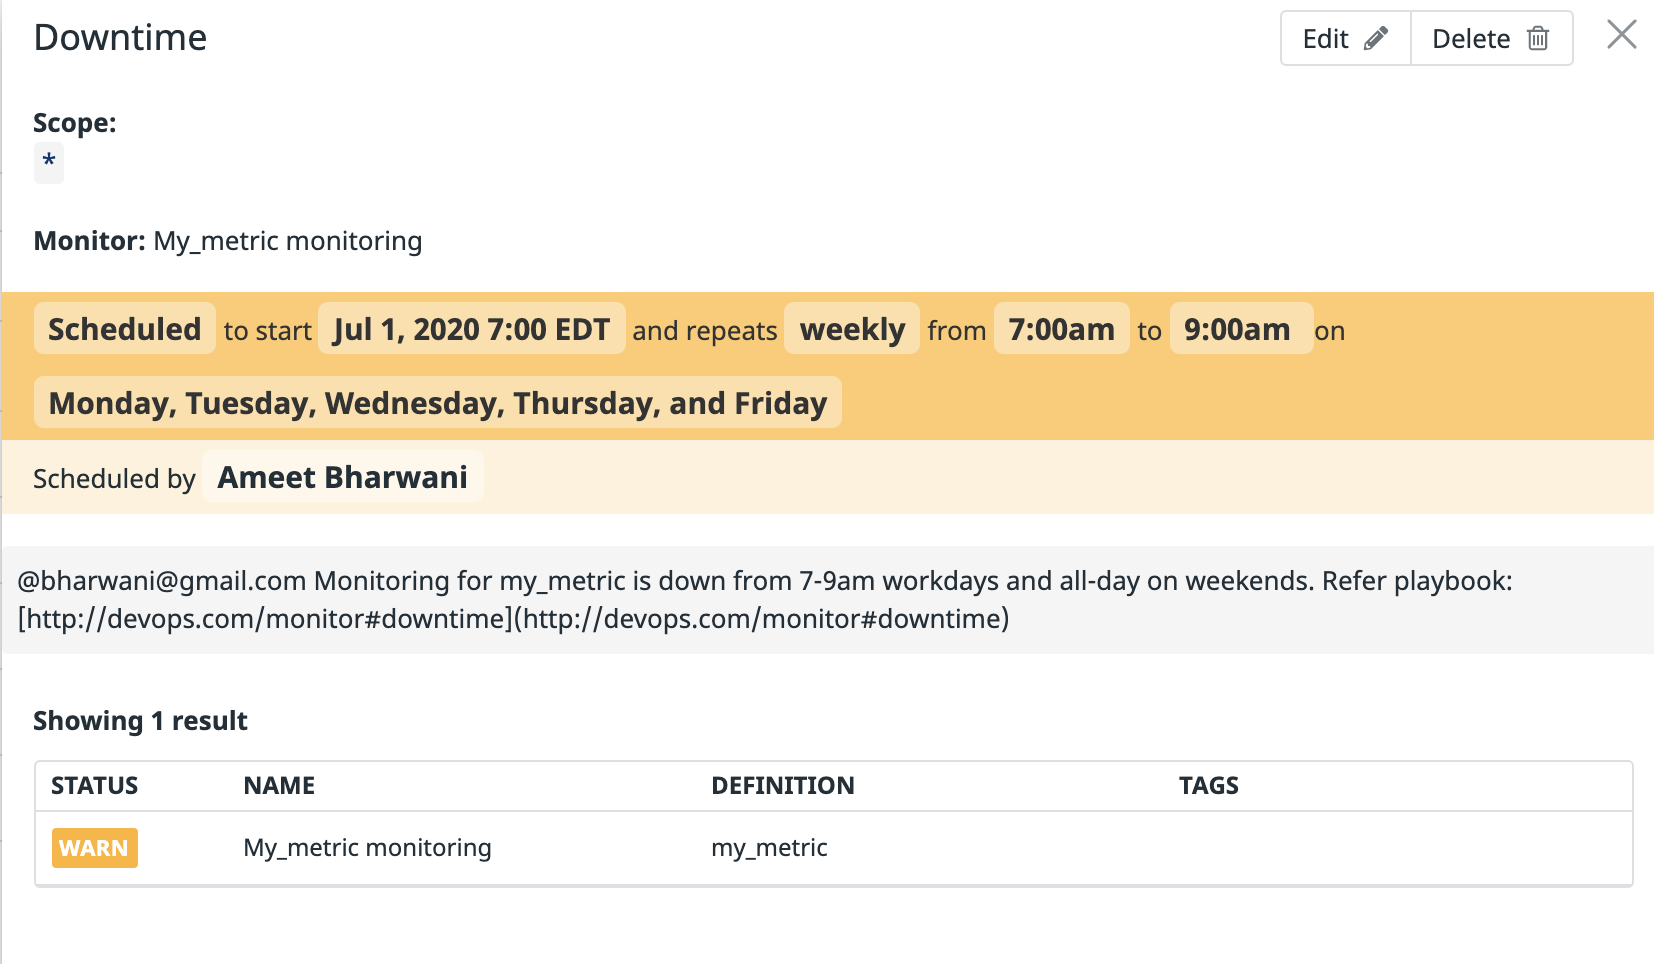 Downtime
Edit
Delete
Scope:
*
Monitor: My_metric monitoring
Scheduled to start Jul 1, 2020 7:00 EDT and repeats weekly from 7:00am to 9:00am on
Monday, Tuesday, Wednesday, Thursday, and Friday
Scheduled by Ameet Bharwani
@bharwani@gmail.com Monitoring for my_metric is down from 7-9am workdays and all-day on weekends. Refer playbook:
[http://devops.com/monitor#downtime](http://devops.com/monitor#downtime)
Showing 1 result
STATUS NAME DEFINITION TAGS
WARN My_metric monitoring my_metric